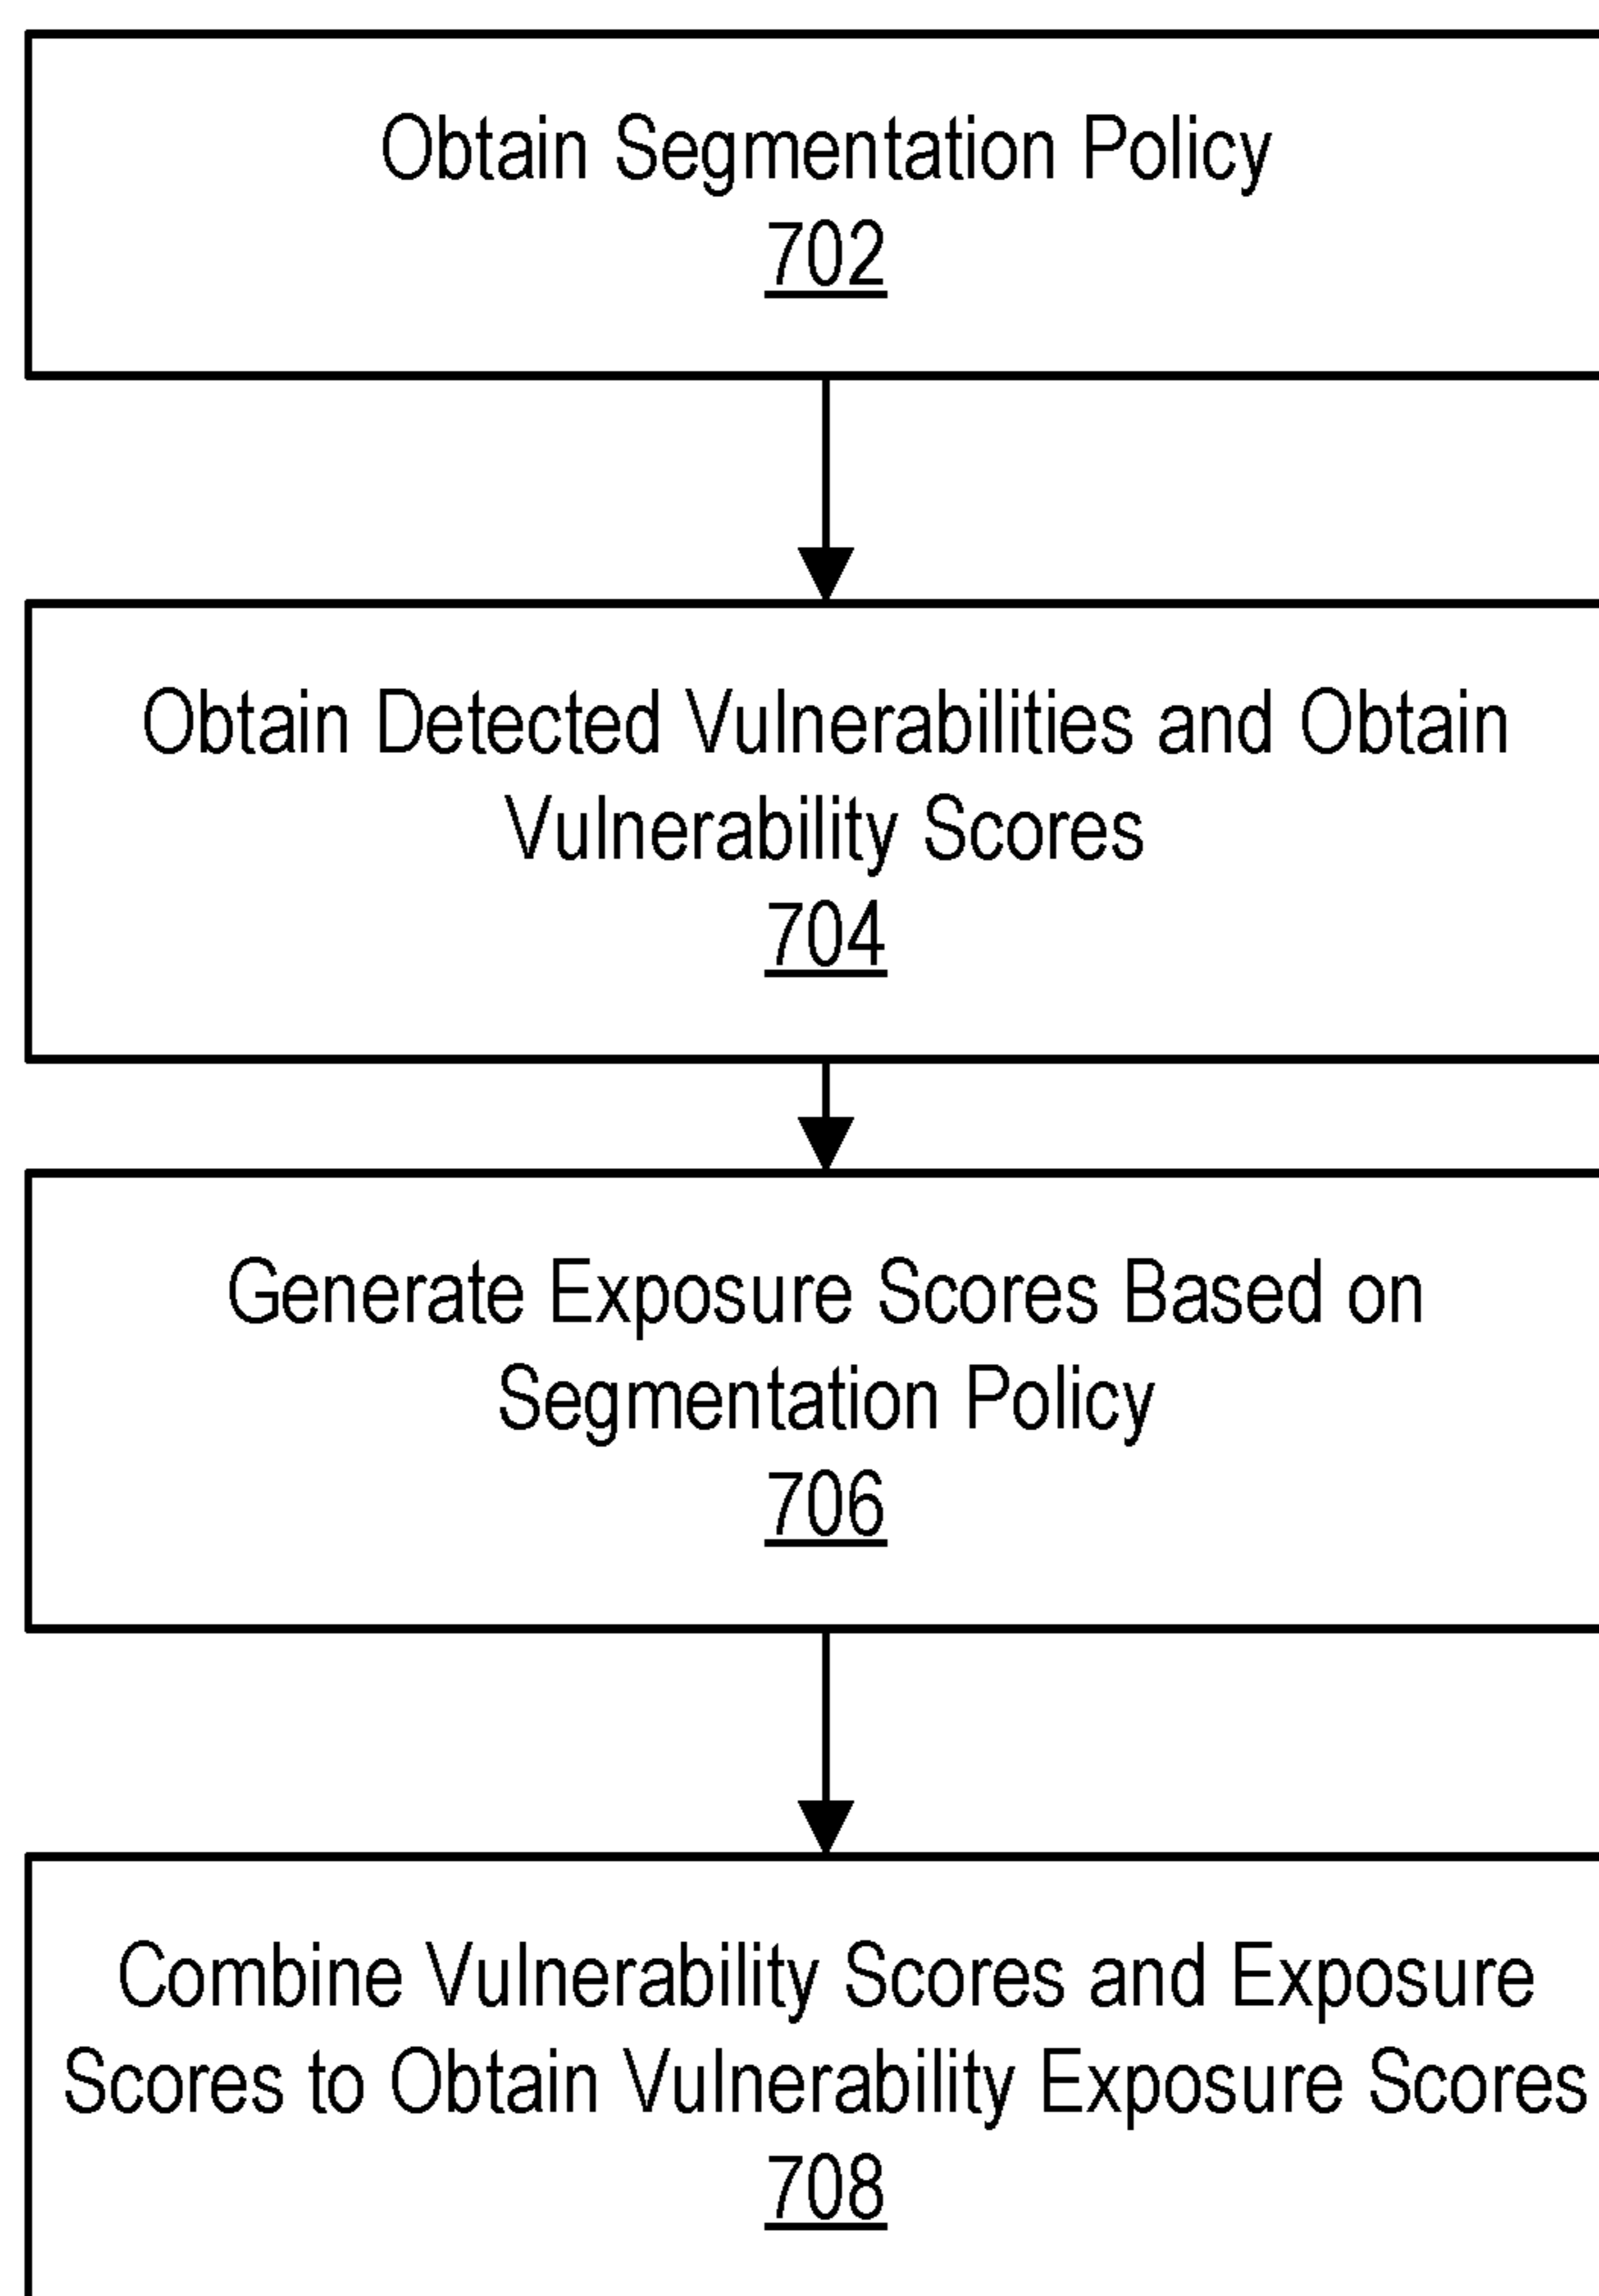 Obtain Segmentation Policy
702
Obtain Detected Vulnerabilities and Obtain
Vulnerability Scores
704
Generate Exposure Scores Based on
Segmentation Policy
706
Combine Vulnerability Scores and Exposure
Scores to Obtain Vulnerability Exposure Scores
708